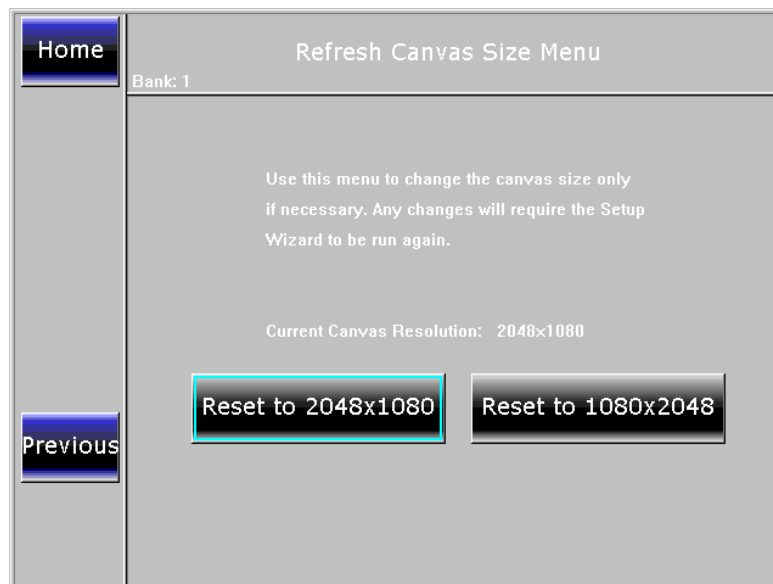 Home
Refresh Canvas Size Menu
Bank: 1
Use this menu to change the canvas size only
if necessary. Any changes will require the Setup
Wizard to be run again.
Current Canvas Resolution: 2048x1080
Reset to 2048x1080
Reset to 1080x2048
Previous